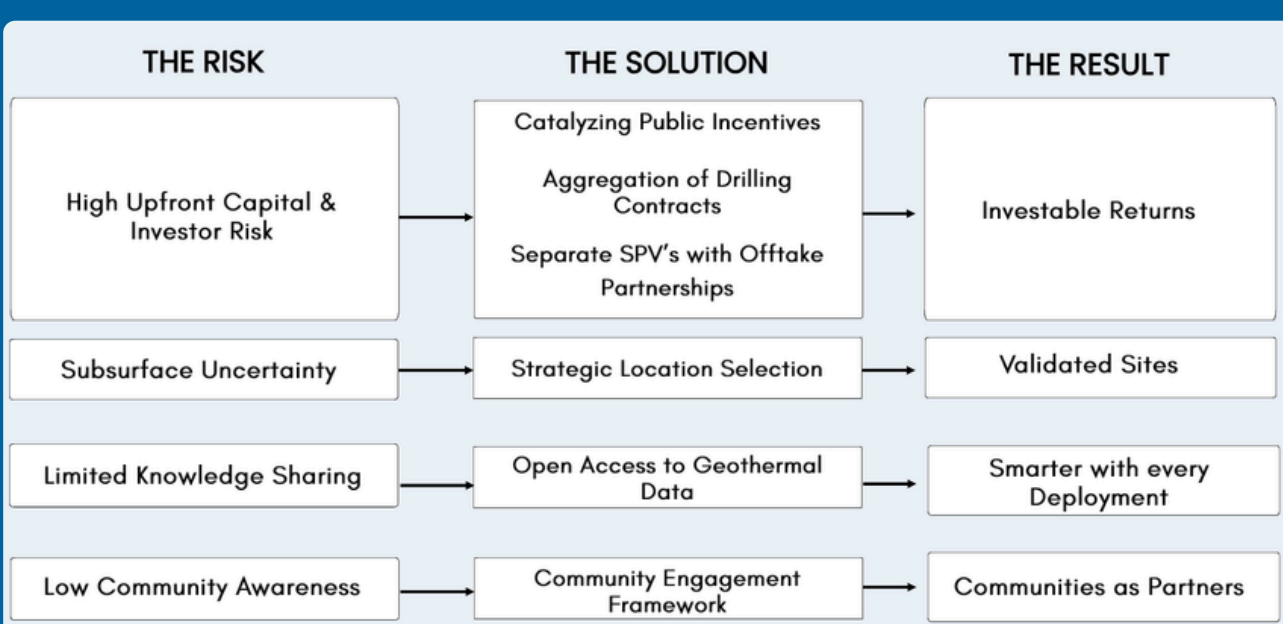 THE RISK
THE SOLUTION
THE RESULT
High Upfront Capital &
Investor Risk
Catalyzing Public Incentives
Aggregation of Drilling
Contracts
Separate SPV's with Offtake
Partnerships
Investable Returns
Subsurface Uncertainty
Strategic Location Selection
Validated Sites
Limited Knowledge Sharing
Open Access to Geothermal
Data
Smarter with every
Deployment
Low Community Awareness
Community Engagement
Framework
Communities as Partners